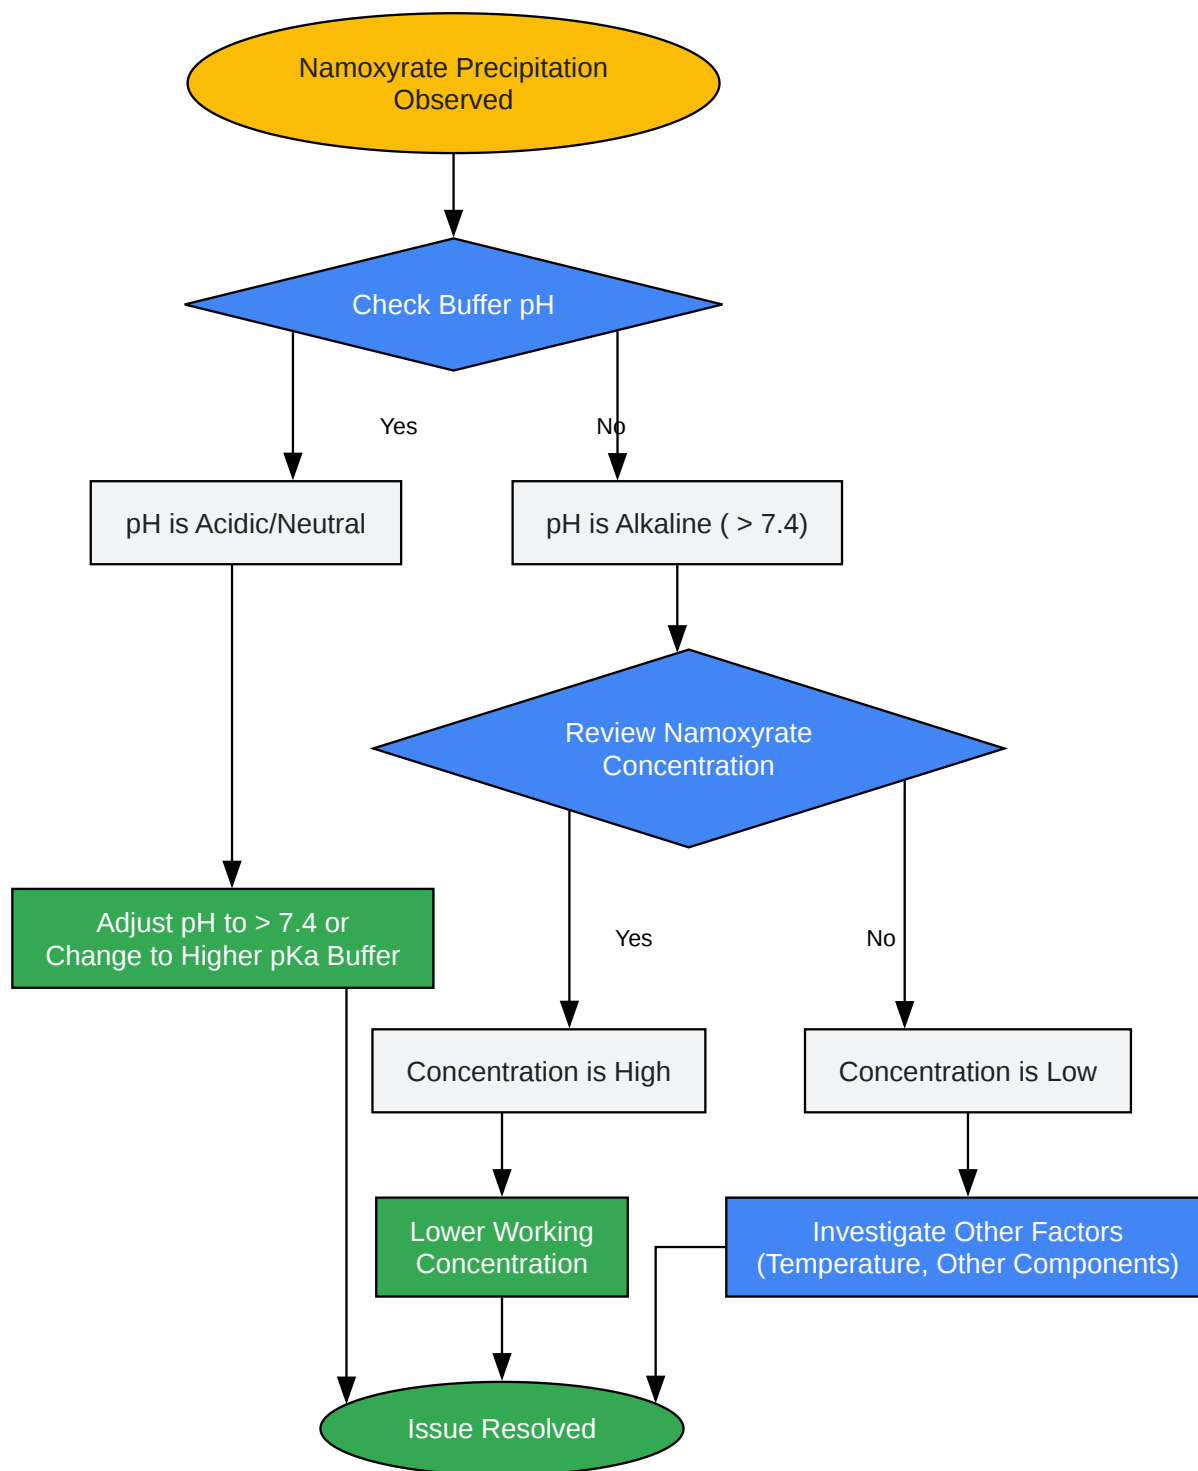 Namoxyrate Precipitation
Observed
Check Buffer pH
Yes
No
pH is Acidic/Neutral
pH is Alkaline ( > 7.4)
Review Namoxyrate
Concentration
Adjust pH to > 7.4 or
Change to Higher pKa Buffer
Yes
No
Concentration is High
Concentration is Low
Lower Working
Concentration
Investigate Other Factors
(Temperature, Other Components)
Issue Resolved